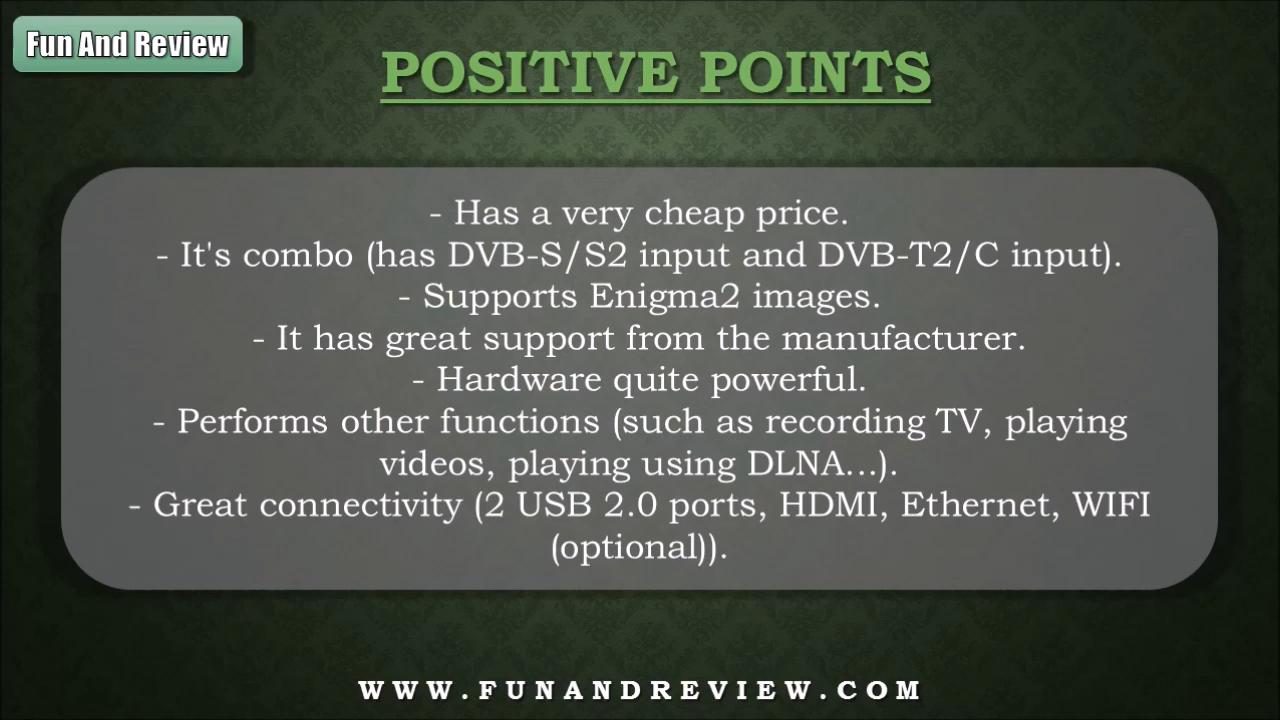 Fun And Review
POSITIVE POINTS
- Has a very cheap price.
- It's combo (has DVB-S/S2 input and DVB-T2/C input).
- Supports Enigma2 images.
- It has great support from the manufacturer.
- Hardware quite powerful.
- Performs other functions (such as recording TV, playing
videos, playing using DLNA...).
- Great connectivity (2 USB 2.0 ports, HDMI, Ethernet, WIFI
(optional)).
WWW.FUNANDREVIEW.COM